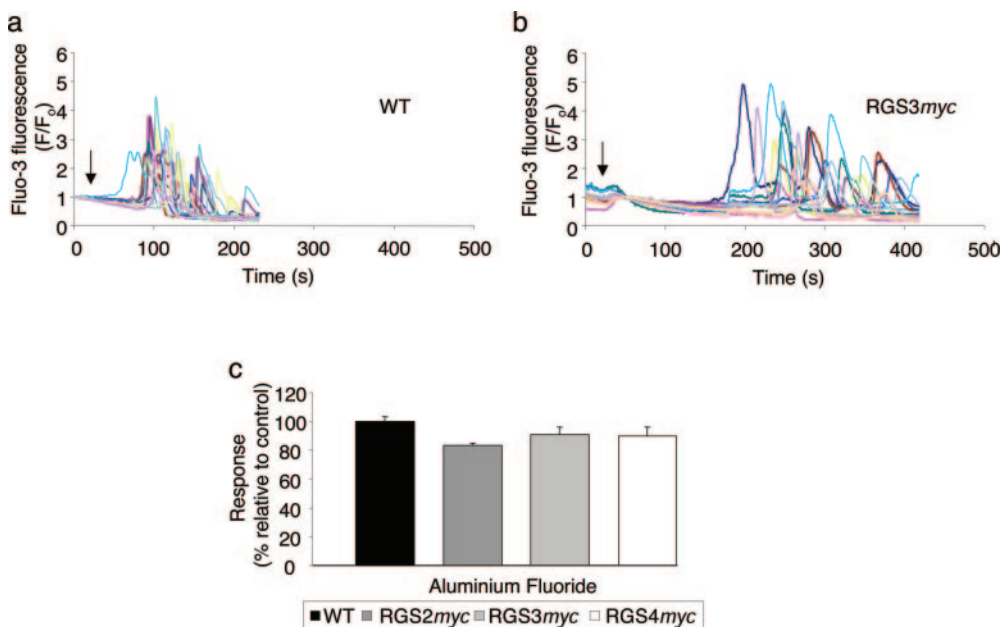 a
Fluo-3 fluorescence
(F/Fo)
6
5
4
3
2
1
0
WT
0 100 200 300 400 500
Time (s)
b
Fluo-3 fluorescence
(F/Fo)
6
5
4
3
2
1
0
RGS3myc
0 100 200 300 400 500
Time (s)
c
Response
(% relative to control)
120
100
80
60
40
20
0
Aluminium Fluoride
WT RGS2myc RGS3myc RGS4myc